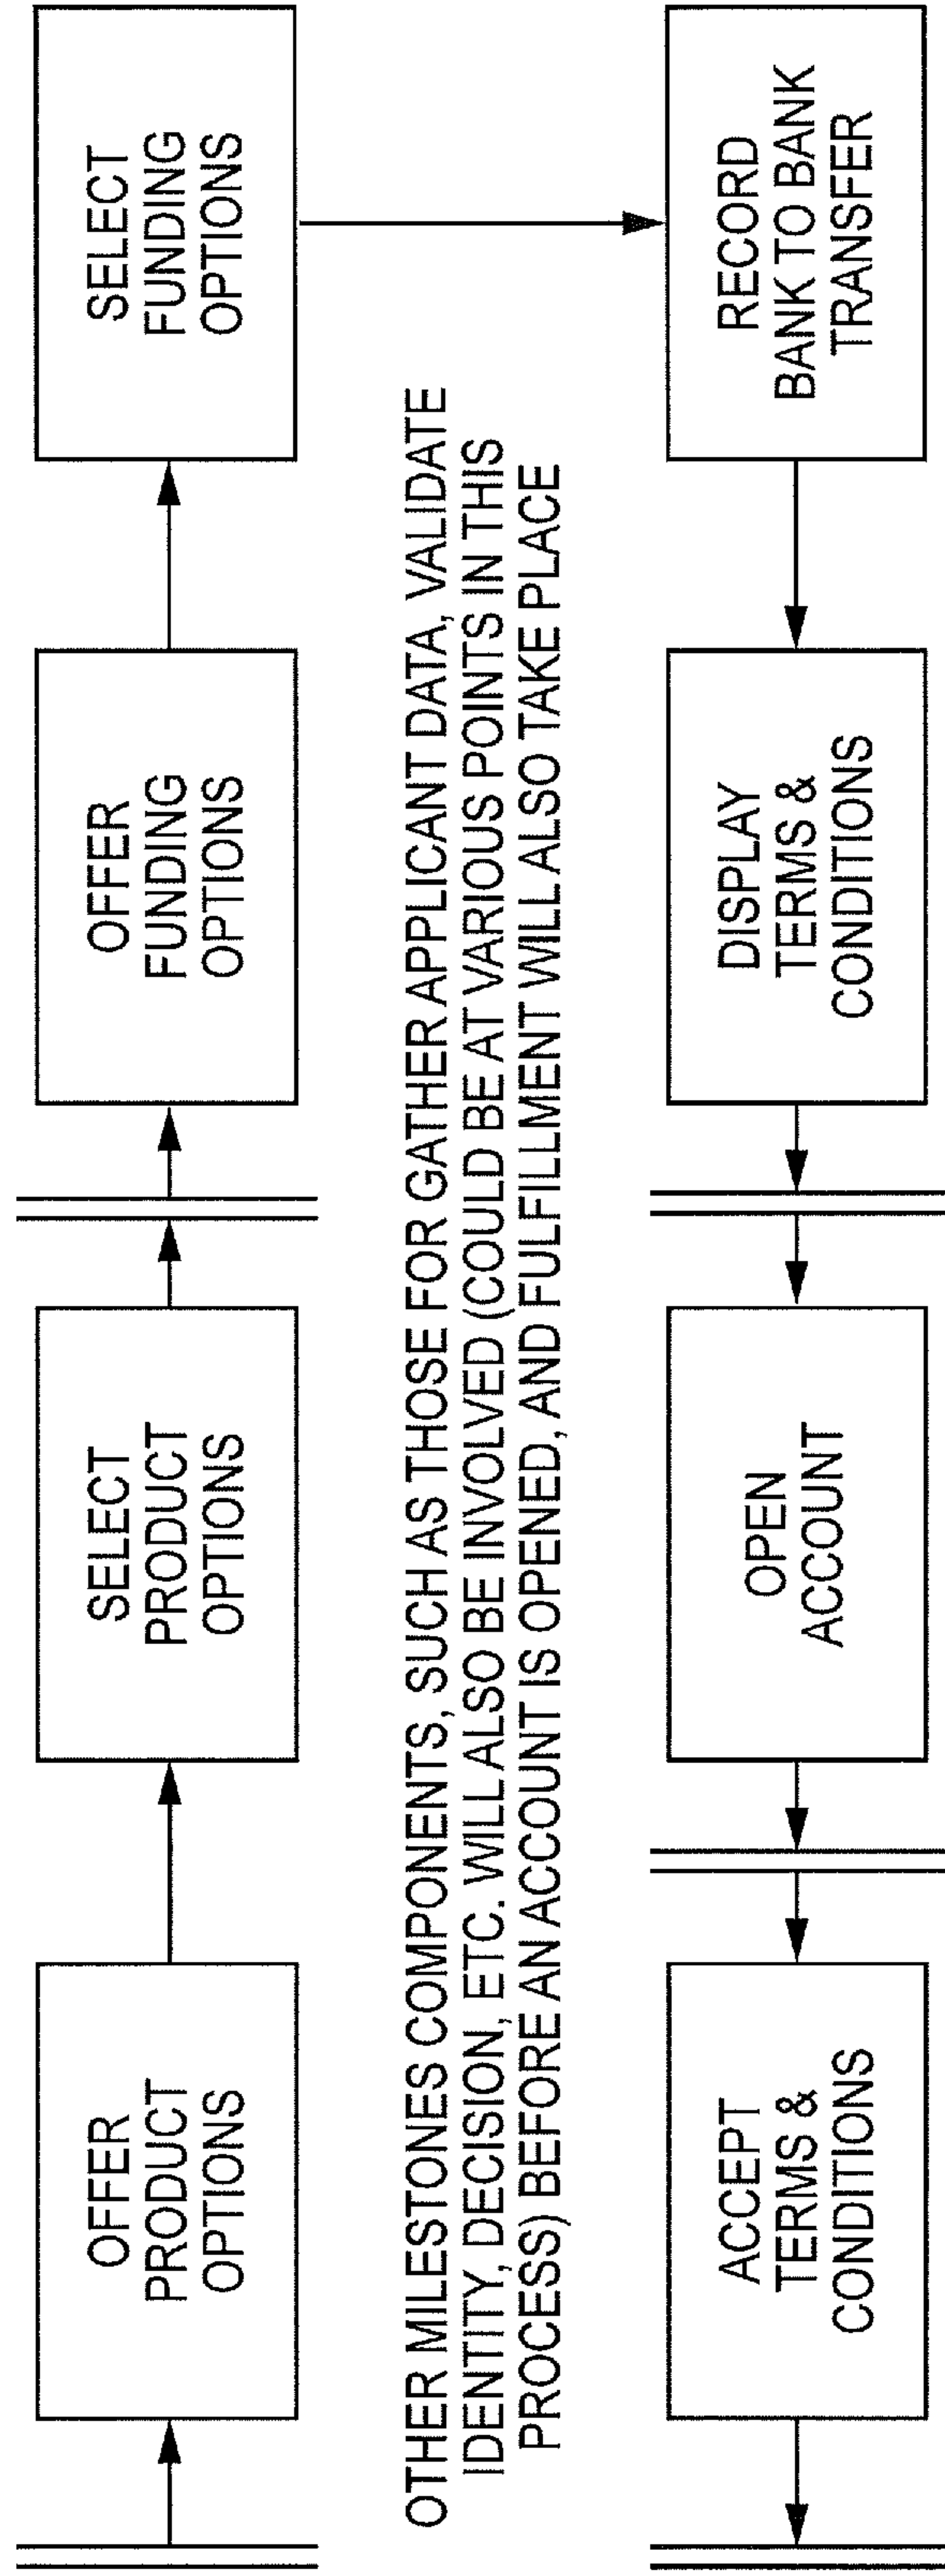 OFFER
PRODUCT
OPTIONS
SELECT
PRODUCT
OPTIONS
OFFER
FUNDING
OPTIONS
SELECT
FUNDING
OPTIONS
OTHER MILESTONES COMPONENTS, SUCH AS THOSE FOR GATHER APPLICANT DATA, VALIDATE
IDENTITY, DECISION, ETC. WILL ALSO BE INVOLVED (COULD BE AT VARIOUS POINTS IN THIS
PROCESS) BEFORE AN ACCOUNT IS OPENED, AND FULFILLMENT WILL ALSO TAKE PLACE
RECORD
BANK TO BANK
TRANSFER
DISPLAY
TERMS &
CONDITIONS
OPEN
ACCOUNT
ACCEPT
TERMS &
CONDITIONS